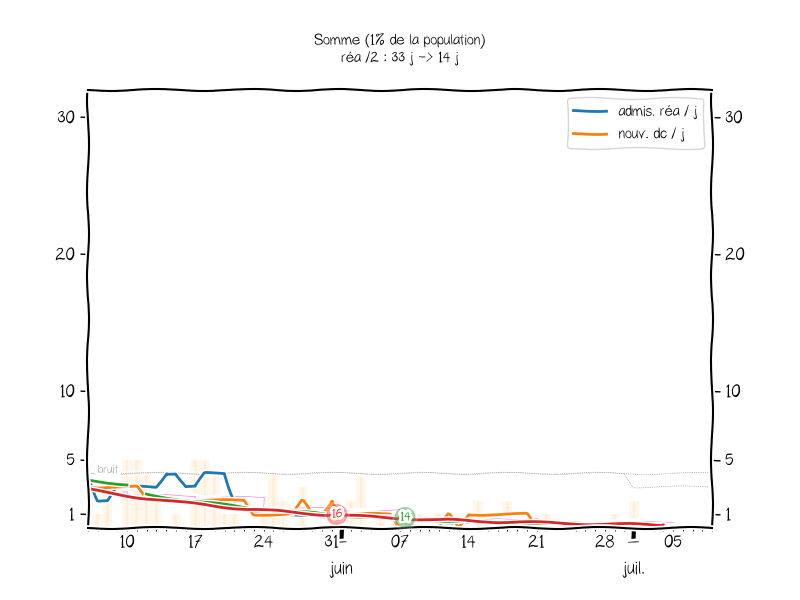 Somme (1% de la population)
réa /2 : 33 j -> 14 j
admis. réa / j
nouv. dc / j
30
30
20
20
10
10
5
5
bruit
1
1
16
14
10 17 24 31 07 14 21 28 05
juin juil.